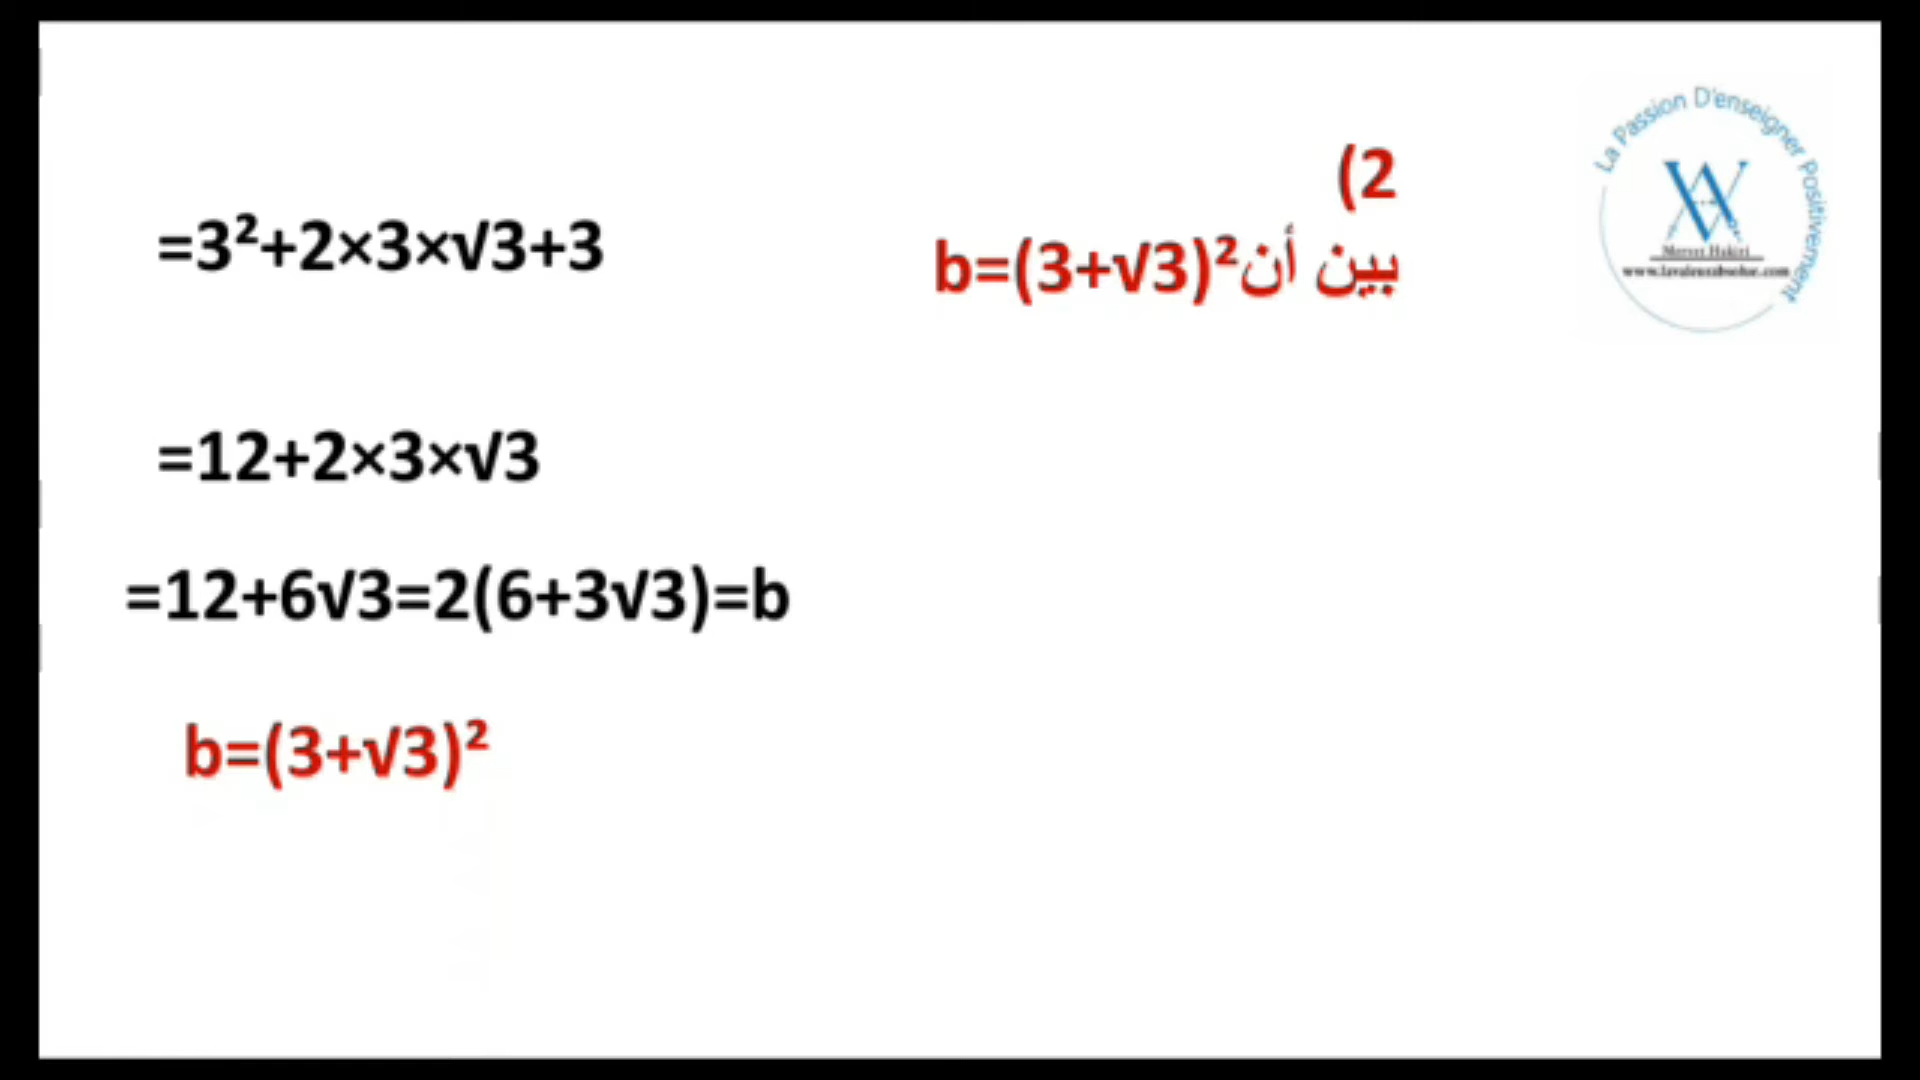 (2
بين أن b=(3+√3)²
=3²+2×3×√3+3
=12+2×3×√3
=12+6√3=2(6+3√3)=b
b=(3+√3)²
La Passion D'enseigner Positivement